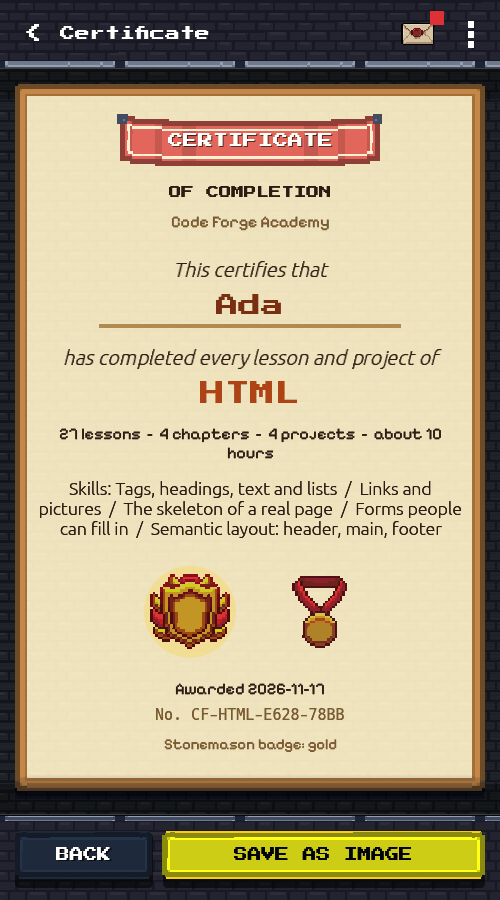 Certificate
CERTIFICATE
OF COMPLETION
Code Forge Academy
This certifies that
Ada
has completed every lesson and project of
HTML
27 lessons - 4 chapters - 4 projects - about 10
hours
Skills: Tags, headings, text and lists / Links and
pictures / The skeleton of a real page / Forms people
can fill in / Semantic layout: header, main, footer
Awarded 2026-11-17
No. CF-HTML-E628-78BB
Stonemason badge: gold
BACK
SAVE AS IMAGE